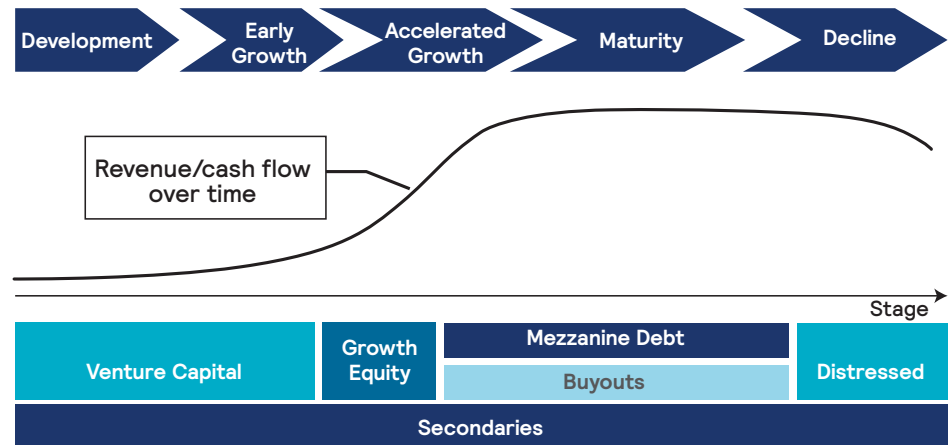 Development
Early
Growth
Accelerated
Growth
Maturity
Decline
Revenue/cash flow
over time
Stage
Venture Capital
Growth
Equity
Mezzanine Debt
Buyouts
Distressed
Secondaries